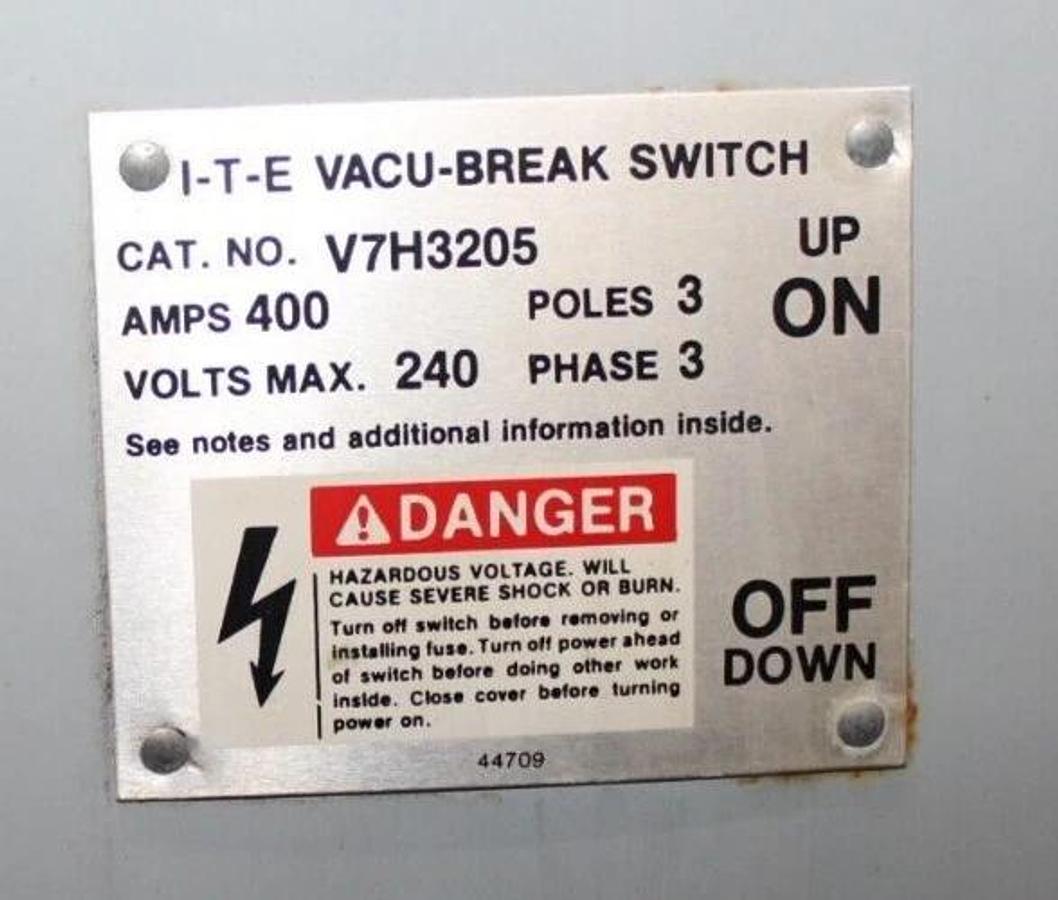 I-T-E VACU-BREAK SWITCH
CAT. NO. V7H3205
UP
AMPS 400 POLES 3
ON
VOLTS MAX. 240 PHASE 3
See notes and additional information inside.
DANGER
HAZARDOUS VOLTAGE. WILL
CAUSE SEVERE SHOCK OR BURN.
Turn off switch before removing or
installing fuse. Turn off power ahead
of switch before doing other work
inside. Close cover before turning
power on.
OFF
DOWN
44709